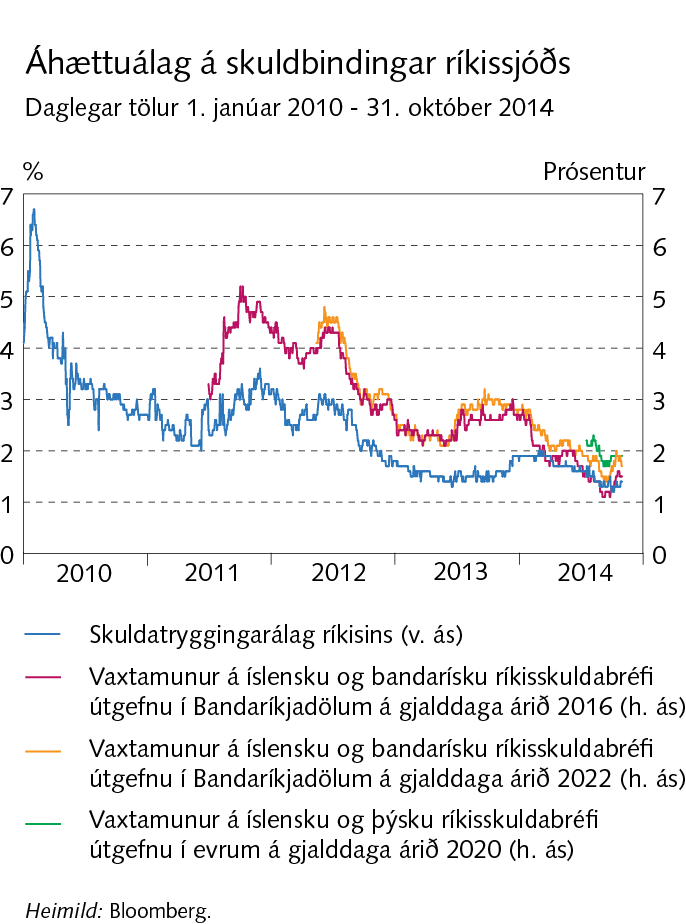 Áhættuálag á skuldbindingar ríkissjóðs
Daglegar tölur 1. janúar 2010 - 31. október 2014
% Prósentur
7 7
6 6
5 5
4 4
3 3
2 2
1 1
0 0
2010 2011 2012 2013 2014
Skuldatryggingarálag ríkisins (v. ás)
Vaxtamunur á íslensku og bandarísku ríkisskuldabréfi
útgefnu í Bandaríkjadölum á gjalddaga árið 2016 (h. ás)
Vaxtamunur á íslensku og bandarísku ríkisskuldabréfi
útgefnu í Bandaríkjadölum á gjalddaga árið 2022 (h. ás)
Vaxtamunur á íslensku og þýsku ríkisskuldabréfi
útgefnu í evrum á gjalddaga árið 2020 (h. ás)
Heimild: Bloomberg.